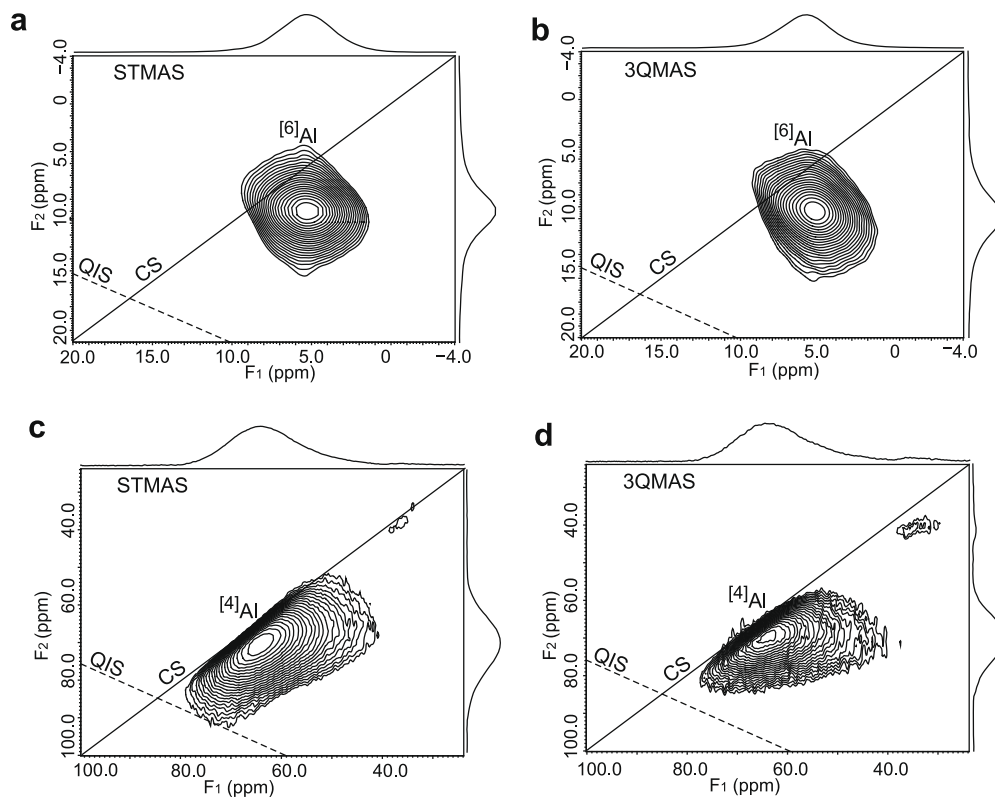 a
STMAS
[6]Al
QIS
CS
F2 (ppm)
−4.0
0
5.0
10.0
15.0
20.0
20.0 15.0 10.0 5.0 0 −4.0
F1 (ppm)
b
3QMAS
[6]Al
QIS
CS
F2 (ppm)
−4.0
0
5.0
10.0
15.0
20.0
20.0 15.0 10.0 5.0 0 −4.0
F1 (ppm)
c
STMAS
[4]Al
QIS
CS
F2 (ppm)
40.0
60.0
80.0
100.0
100.0 80.0 60.0 40.0
F1 (ppm)
d
3QMAS
[4]Al
QIS
CS
F2 (ppm)
40.0
60.0
80.0
100.0
100.0 80.0 60.0 40.0
F1 (ppm)